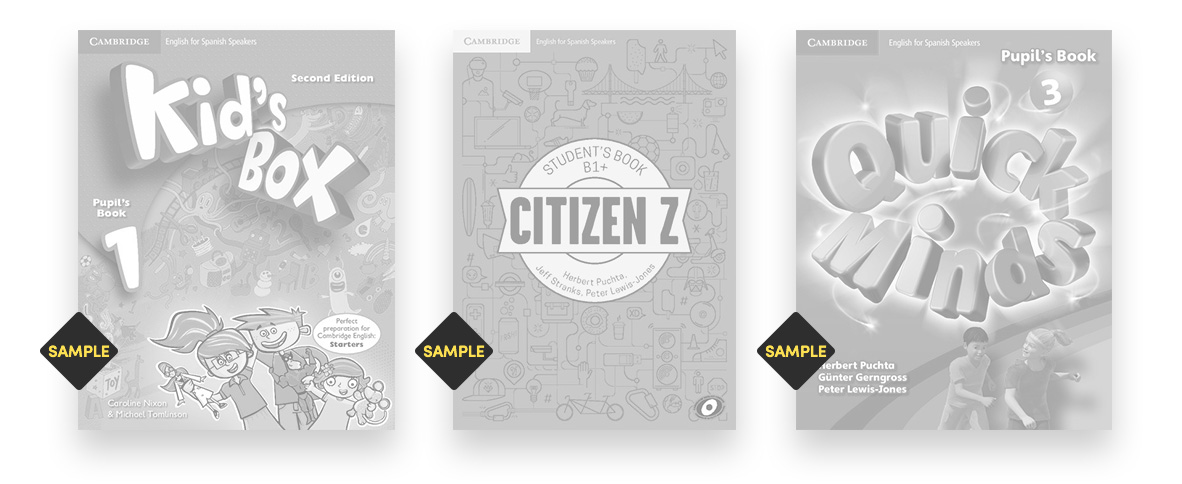 CAMBRIDGE English for Spanish Speakers
Second Edition
Kid's
BOX
Pupil's
Book
1
Perfect
preparation for
Cambridge English:
Starters
TOY
SAMPLE
Caroline Nixon
& Michael Tomlinson
CAMBRIDGE English for Spanish Speakers
STUDENT'S BOOK
B1+
CITIZEN Z
Herbert Puchta,
Jeff Stranks, Peter Lewis-Jones
SAMPLE
CAMBRIDGE English for Spanish Speakers
Pupil's Book
3
Quick
Minds
SAMPLE
Herbert Puchta
Günter Gerngross
Peter Lewis-Jones